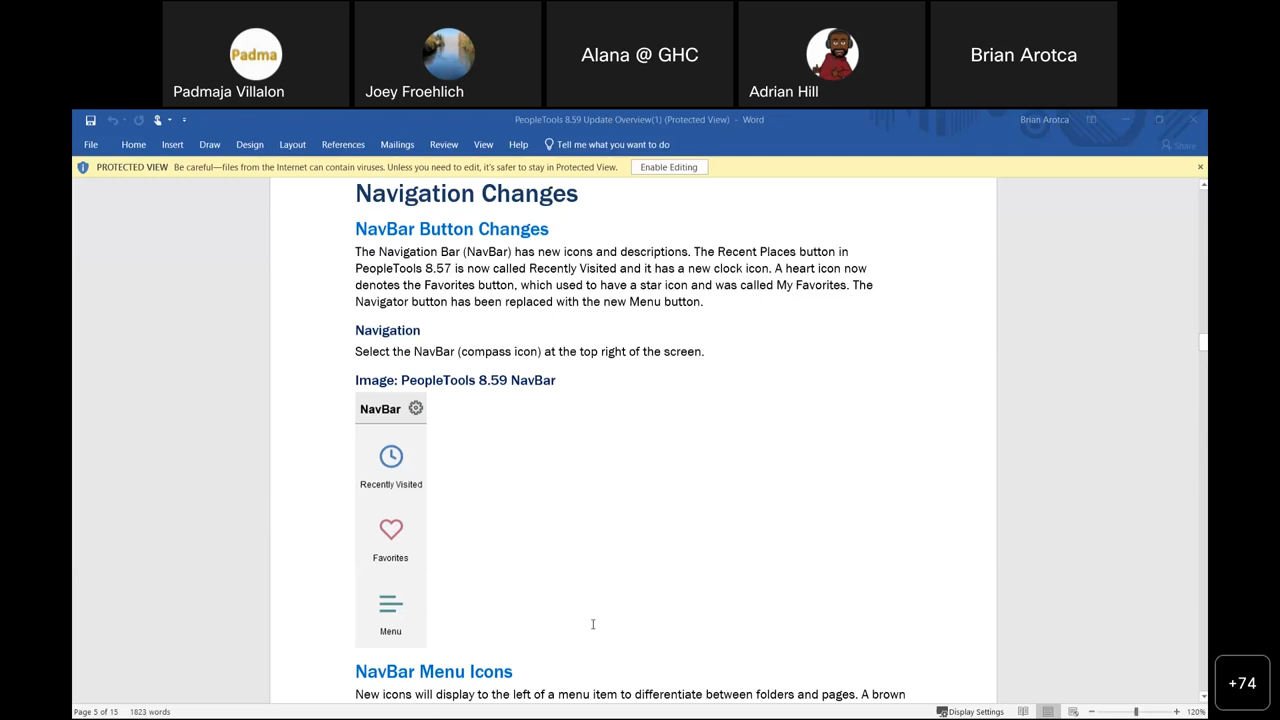 Padma
Padmaja Villalon
Joey Froehlich
Alana @ GHC
Adrian Hill
Brian Arotca
PeopleTools 8.59 Update Overview(1) (Protected View) - Word
Brian Arotca
File Home Insert Draw Design Layout References Mailings Review View Help Tell me what you want to do
Share
PROTECTED VIEW Be careful—files from the Internet can contain viruses. Unless you need to edit, it's safer to stay in Protected View. Enable Editing
Navigation Changes
NavBar Button Changes
The Navigation Bar (NavBar) has new icons and descriptions. The Recent Places button in
PeopleTools 8.57 is now called Recently Visited and it has a new clock icon. A heart icon now
denotes the Favorites button, which used to have a star icon and was called My Favorites. The
Navigator button has been replaced with the new Menu button.
Navigation
Select the NavBar (compass icon) at the top right of the screen.
Image: PeopleTools 8.59 NavBar
NavBar
Recently Visited
Favorites
Menu
NavBar Menu Icons
New icons will display to the left of a menu item to differentiate between folders and pages. A brown
+74
Page 5 of 15 1823 words
Display Settings
120%